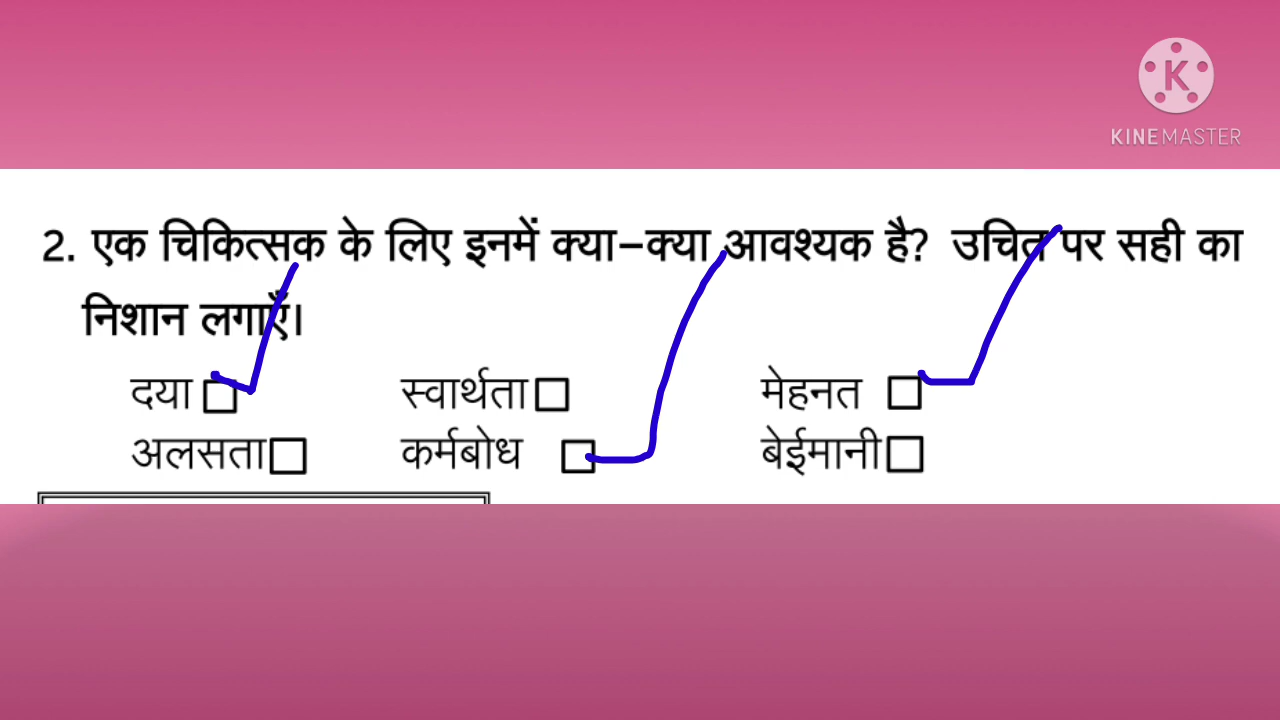 KINEMASTER
2. एक चिकित्सक के लिए इनमें क्या–क्या आवश्यक है? उचित पर सही का
निशान लगाएँ।
दया स्वार्थता मेहनत
अलसता कर्मबोध बेईमानी